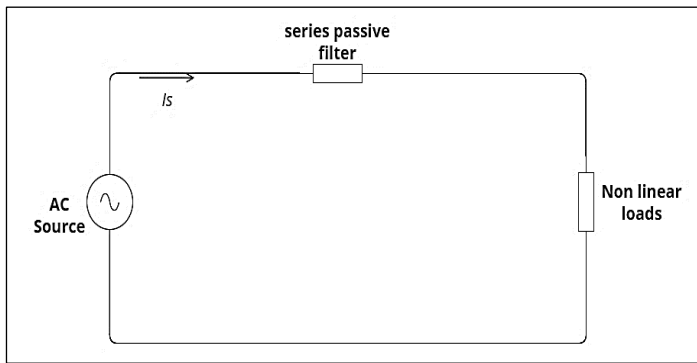 series passive
filter
Is
AC
Source
Non linear
loads